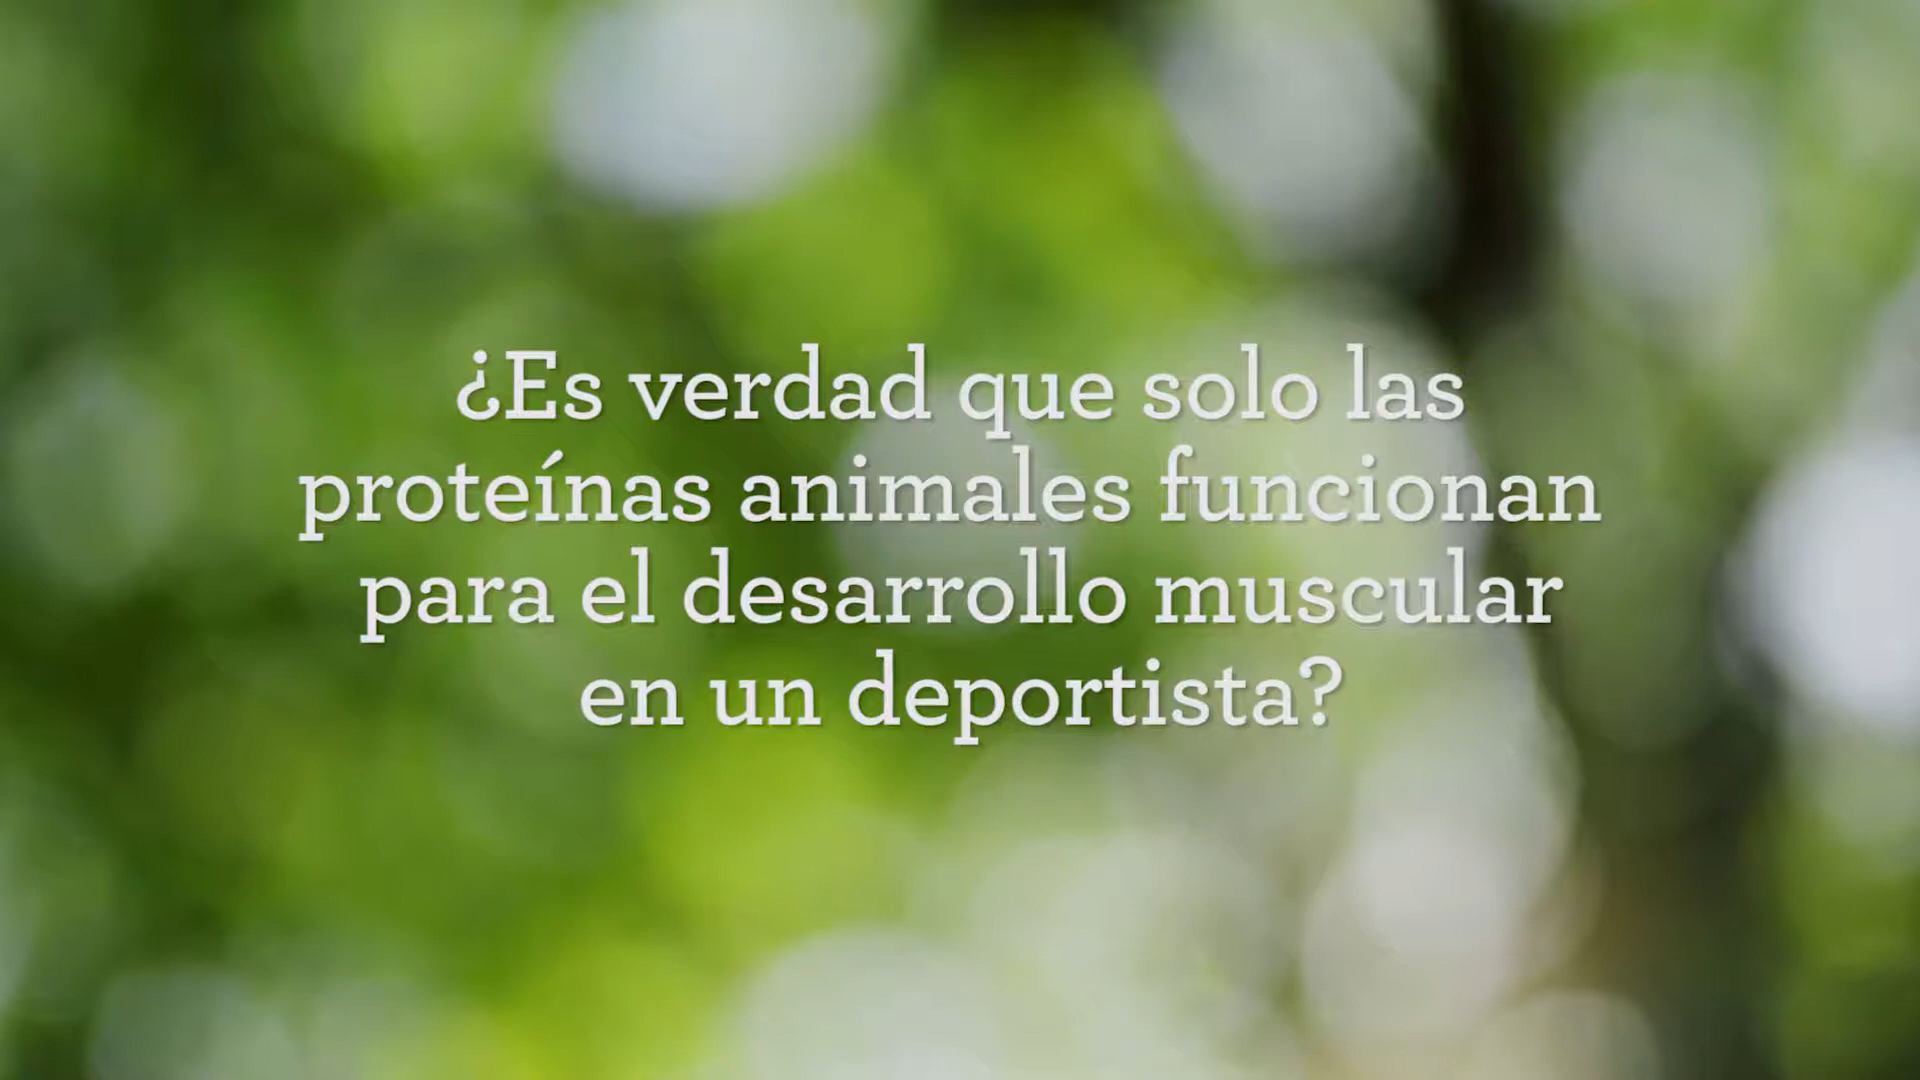 ¿Es verdad que solo las
proteínas animales funcionan
para el desarrollo muscular
en un deportista?